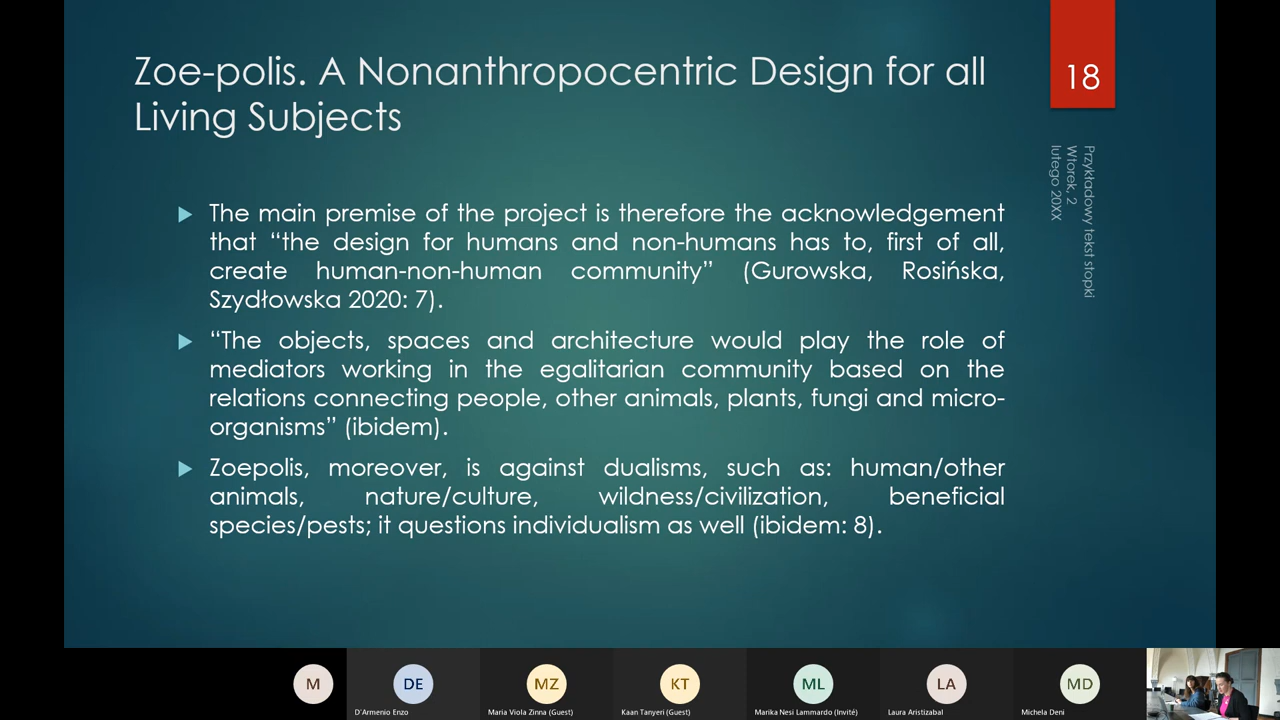 Zoe-polis. A Nonanthropocentric Design for all
Living Subjects
18
Przykładowy tekst stopki
Wtorek, 2
lutego 20XX
The main premise of the project is therefore the acknowledgement
that “the design for humans and non-humans has to, first of all,
create human-non-human community” (Gurowska, Rosińska,
Szydłowska 2020: 7).
“The objects, spaces and architecture would play the role of
mediators working in the egalitarian community based on the
relations connecting people, other animals, plants, fungi and micro-
organisms” (ibidem).
Zoepolis, moreover, is against dualisms, such as: human/other
animals, nature/culture, wildness/civilization, beneficial
species/pests; it questions individualism as well (ibidem: 8).
M
DE
MZ
KT
ML
LA
MD
D'Armenio Enzo
Maria Viola Zinna (Guest)
Kaan Tanyeri (Guest)
Marika Nesi Lammardo (Invité)
Laura Aristizabal
Michela Deni